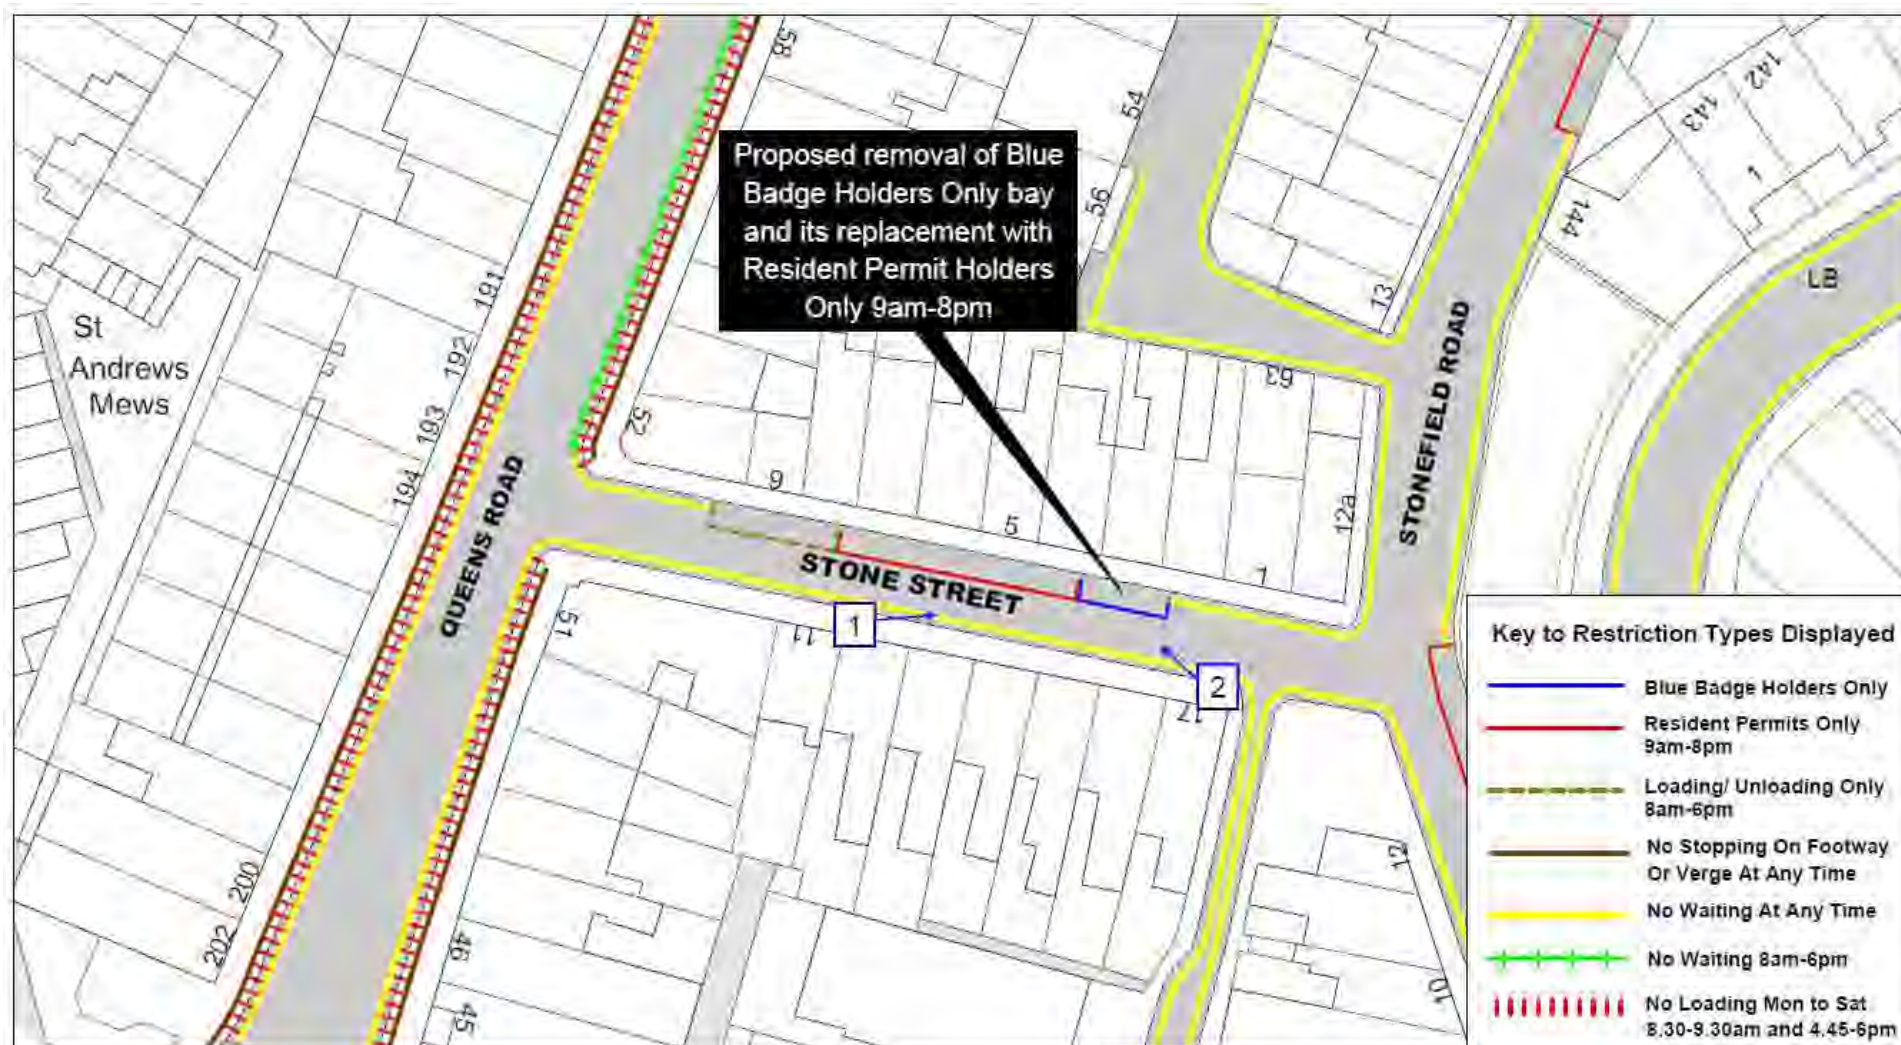 58
54
142
143
Proposed removal of Blue
Badge Holders Only bay
and its replacement with
Resident Permit Holders
Only 9am-8pm
56
1
144
191
13
LB
St
Andrews
Mews
192
STONEFIELD ROAD
63
193
52
194
9
5
12a
QUEENS ROAD
1
STONE STREET
51
11
1
2
17
Key to Restriction Types Displayed
Blue Badge Holders Only
Resident Permits Only
9am-8pm
Loading/ Unloading Only
8am-6pm
No Stopping On Footway
Or Verge At Any Time
No Waiting At Any Time
No Waiting 8am-6pm
No Loading Mon to Sat
8.30-9.30am and 4.45-6pm
12
200
202
46
10
45